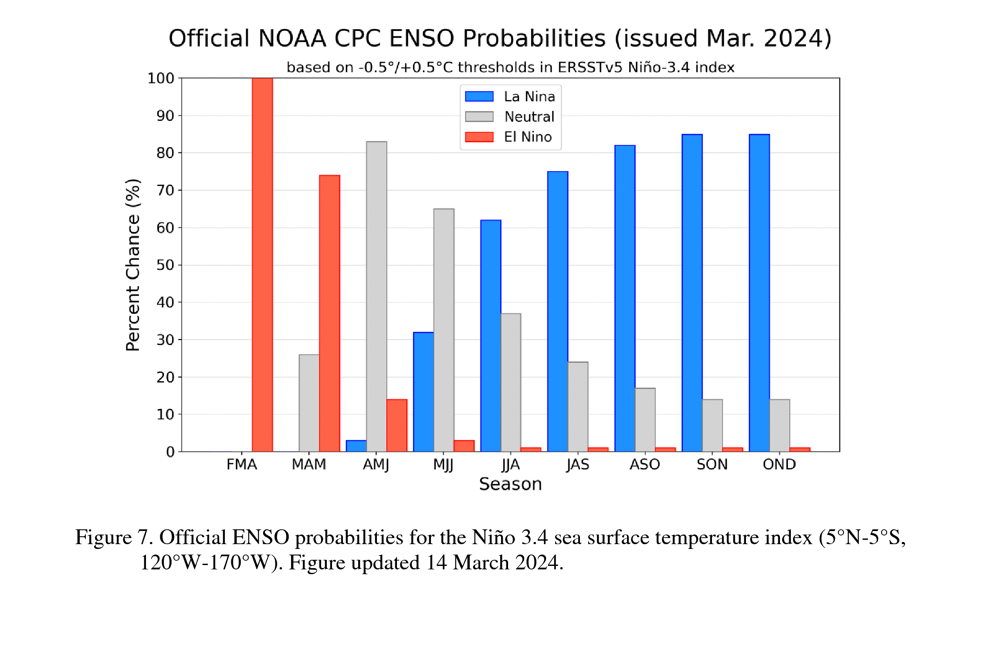 Official NOAA CPC ENSO Probabilities (issued Mar. 2024)
based on -0.5°/+0.5°C thresholds in ERSSTv5 Niño-3.4 index
La Nina
Neutral
El Nino
Percent Chance (%)
100
90
80
70
60
50
40
30
20
10
0
FMA MAM AMJ MJJ JJA JAS ASO SON OND
Season
Figure 7. Official ENSO probabilities for the Niño 3.4 sea surface temperature index (5°N-5°S,
120°W-170°W). Figure updated 14 March 2024.